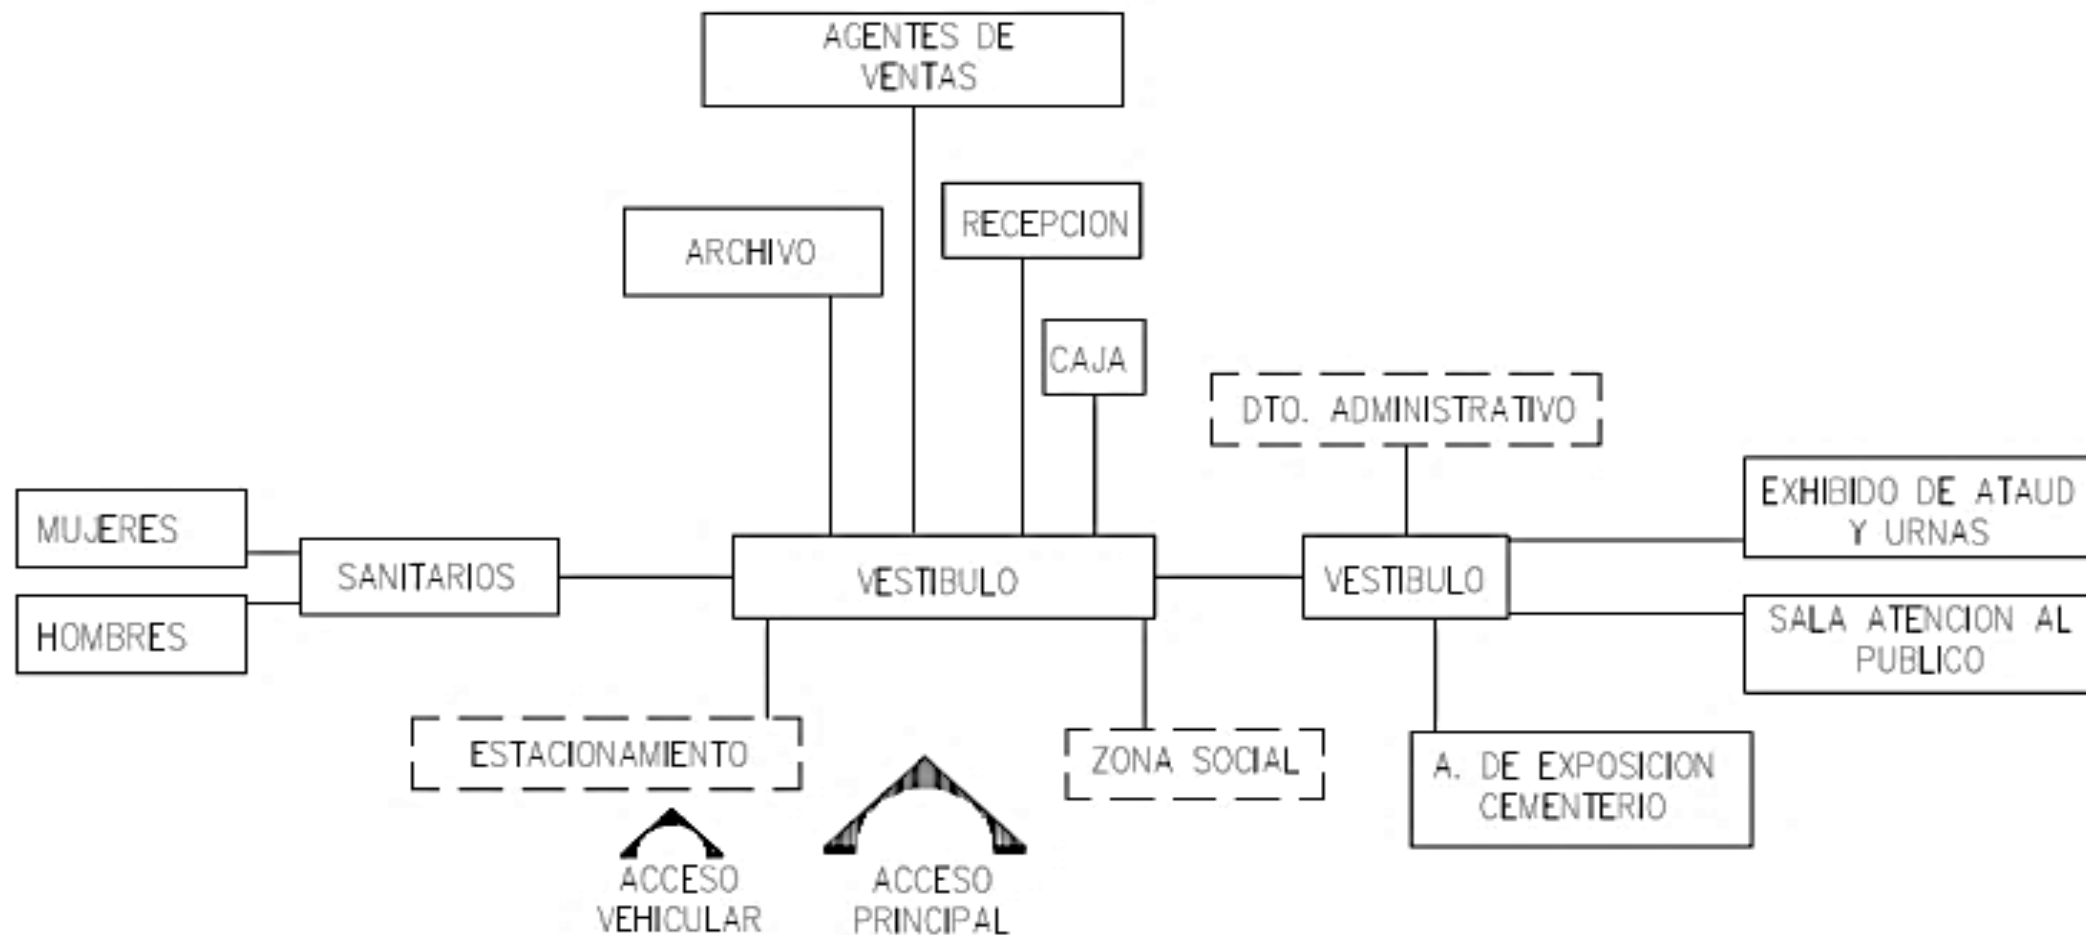 AGENTES DE
VENTAS
RECEPCION
ARCHIVO
CAJA
DTO. ADMINISTRATIVO
EXHIBIDO DE ATAUD
Y URNAS
MUJERES
SANITARIOS
VESTIBULO
VESTIBULO
HOMBRES
SALA ATENCION AL
PUBLICO
ESTACIONAMIENTO
ZONA SOCIAL
A. DE EXPOSICION
CEMENTERIO
ACCESO
VEHICULAR
ACCESO
PRINCIPAL